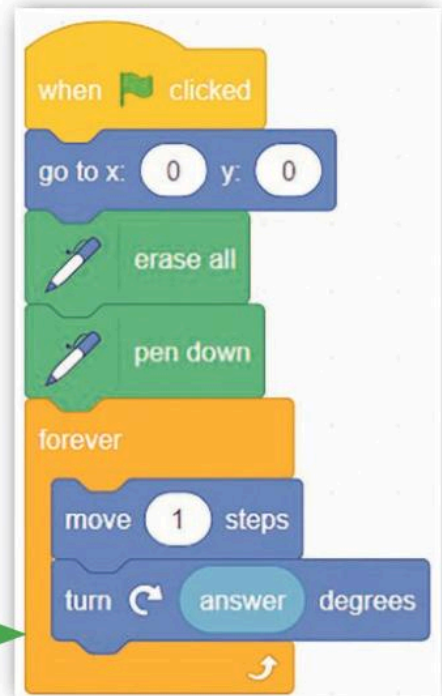 when clicked
go to x: 0 y: 0
erase all
pen down
forever
move 1 steps
turn answer degrees